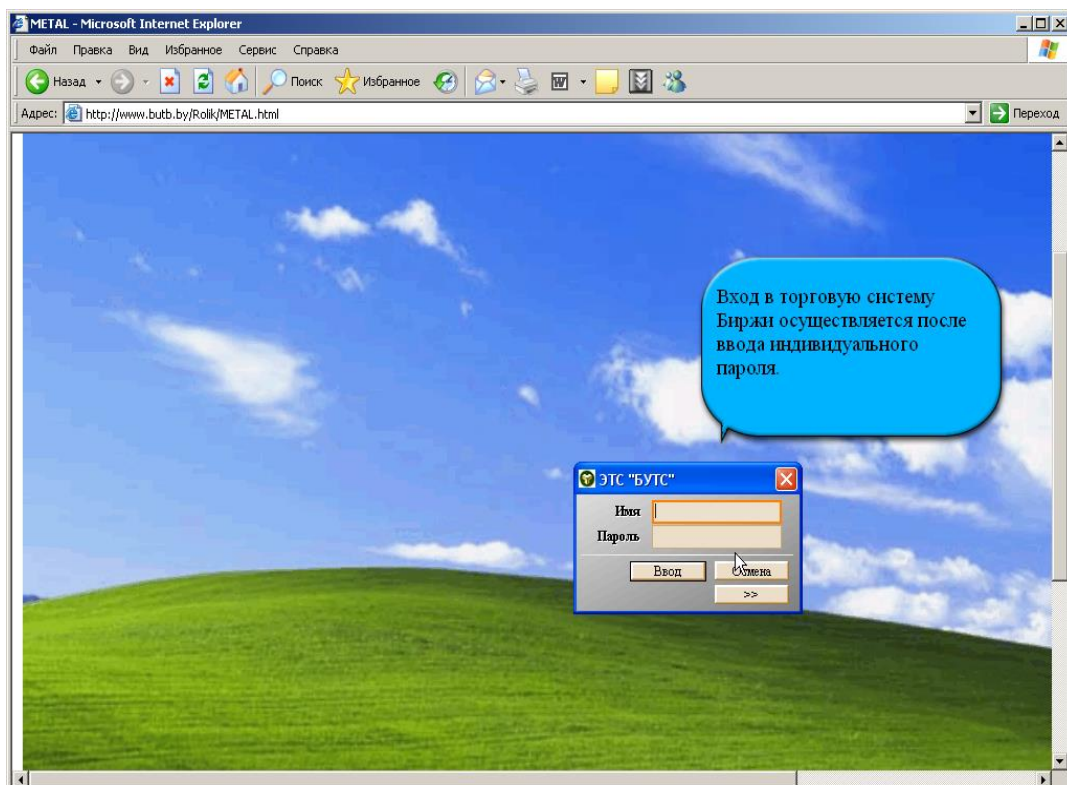 METAL - Microsoft Internet Explorer
Файл Правка Вид Избранное Сервис Справка
Назад Поиск Избранное
Адрес: http://www.butb.by/Rolik/METAL.html Переход
Вход в торговую систему
Биржи осуществляется после
ввода индивидуального
пароля.
ЭТС "БУТС"
Имя
Пароль
Ввод Отмена
>>